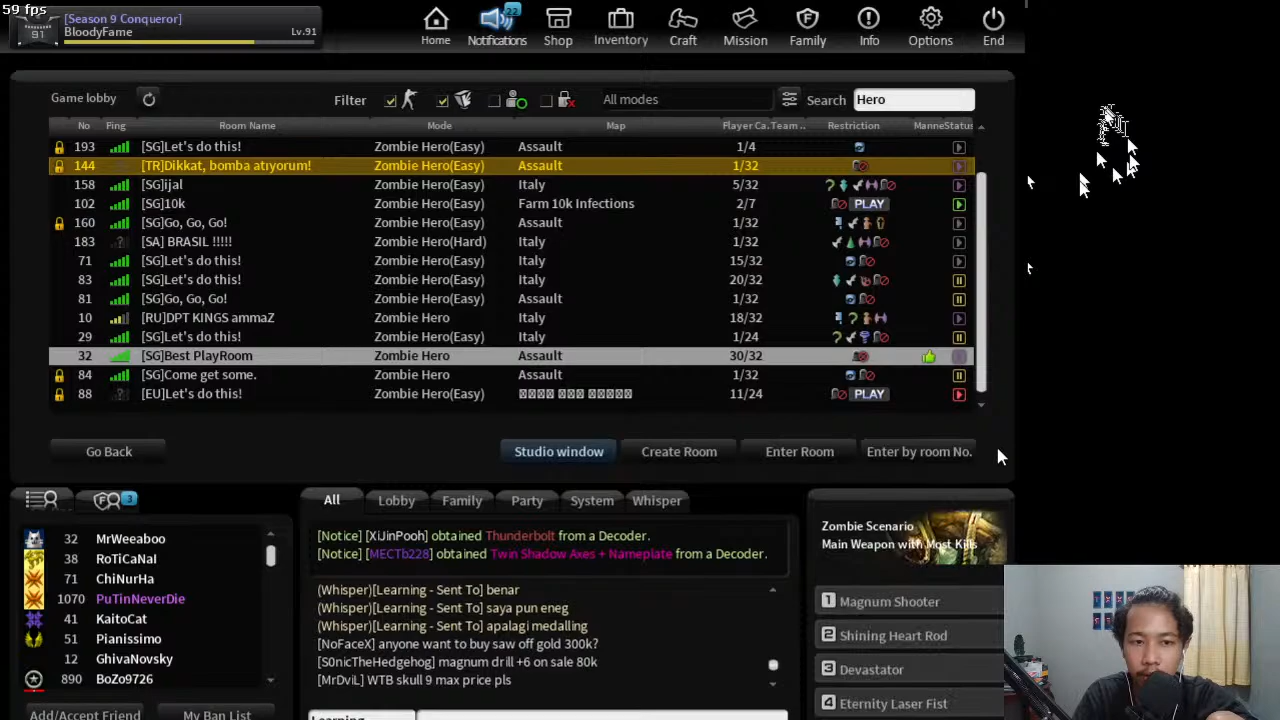 59 fps
[Season 9 Conqueror]
BloodyFame
91
Lv.91
22
Home Notifications Shop Inventory Craft Mission Family Info Options End
Game lobby Filter All modes Search Hero
No Ping Room Name Mode Map Player Ca. Team ... Restriction Manne Status
193 [SG]Let's do this! Zombie Hero(Easy) Assault 1/4
144 [TR]Dikkat, bomba atıyorum! Zombie Hero(Easy) Assault 1/32
158 [SG]ijal Zombie Hero(Easy) Italy 5/32
102 [SG]10k Zombie Hero(Easy) Farm 10k Infections 2/7 PLAY
160 [SG]Go, Go, Go! Zombie Hero(Easy) Assault 1/32
183 [SA] BRASIL !!!!! Zombie Hero(Hard) Italy 1/32
71 [SG]Let's do this! Zombie Hero(Easy) Italy 15/32
83 [SG]Let's do this! Zombie Hero(Easy) Italy 20/32
81 [SG]Go, Go, Go! Zombie Hero(Easy) Assault 1/32
10 [RU]DPT KINGS ammaZ Zombie Hero Italy 18/32
29 [SG]Let's do this! Zombie Hero(Easy) Italy 1/24
32 [SG]Best PlayRoom Zombie Hero Assault 30/32
84 [SG]Come get some. Zombie Hero Assault 1/32
88 [EU]Let's do this! Zombie Hero(Easy) 11/24 PLAY
Go Back Studio window Create Room Enter Room Enter by room No.
3
All Lobby Family Party System Whisper
32 MrWeeaboo
38 RoTiCaNaI
71 ChiNurHa
1070 PuTinNeverDie
41 KaitoCat
51 Pianissimo
12 GhivaNovsky
890 BoZo9726
Add/Accept Friend My Ban List
[Notice] [XiJinPooh] obtained Thunderbolt from a Decoder.
[Notice] [MECTb228] obtained Twin Shadow Axes + Nameplate from a Decoder.
(Whisper)[Learning - Sent To] benar
(Whisper)[Learning - Sent To] saya pun eneg
(Whisper)[Learning - Sent To] apalagi medalling
[NoFaceX] anyone want to buy saw off gold 300k?
[S0nicTheHedgehog] magnum drill +6 on sale 80k
[MrDviL] WTB skull 9 max price pls
Learning
Zombie Scenario
Main Weapon with Most Kills
1 Magnum Shooter
2 Shining Heart Rod
3 Devastator
4 Eternity Laser Fist